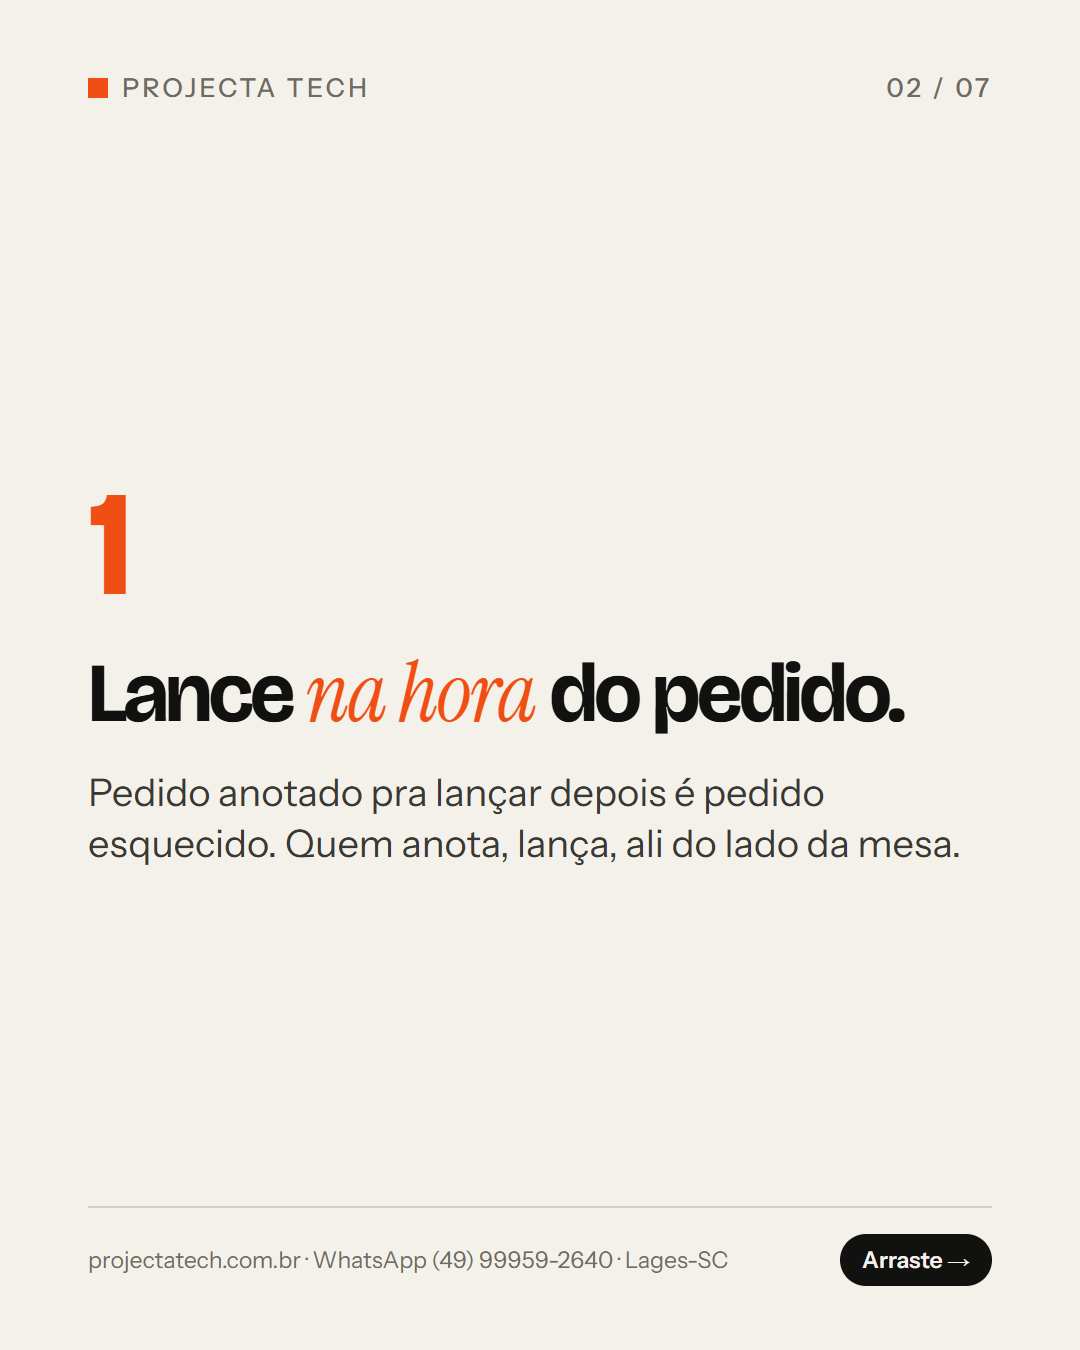 PROJECTA TECH
02 / 07
1
Lance na hora do pedido.
Pedido anotado pra lançar depois é pedido
esquecido. Quem anota, lança, ali do lado da mesa.
projectatech.com.br · WhatsApp (49) 99959-2640 · Lages-SC
Arraste →